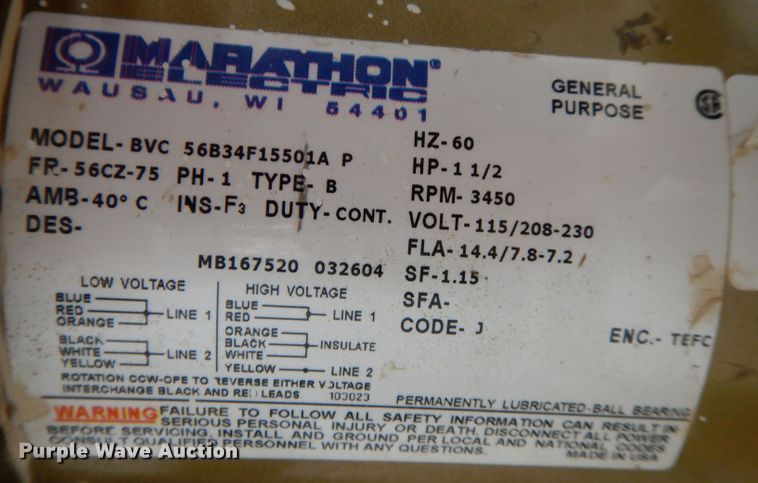 MARATHON®
ELECTRIC
WAUSAU, WI 54401
GENERAL
PURPOSE
MODEL- BVC 56B34F15501A P
FR- 56CZ-75 PH-1 TYPE- B
AMB-40° C INS-F3 DUTY-CONT.
DES-
HZ-60
HP-1 1/2
RPM-3450
VOLT-115/208-230
FLA-14.4/7.8-7.2
SF-1.15
SFA-
CODE-J
MB167520 032604
ENC.- TEFC
LOW VOLTAGE
BLUE
RED
ORANGE
LINE 1
BLACK
WHITE
YELLOW
LINE 2
HIGH VOLTAGE
BLUE
RED
LINE 1
ORANGE
BLACK
WHITE
INSULATE
YELLOW
LINE 2
ROTATION CCW-OPE TO REVERSE EITHER VOLTAGE
INTERCHANGE BLACK AND RED LEADS 103023
PERMANENTLY LUBRICATED-BALL BEARING
WARNING FAILURE TO FOLLOW ALL SAFETY INFORMATION CAN RESULT IN
SERIOUS PERSONAL INJURY OR DEATH. DISCONNECT ALL POWER
BEFORE SERVICING. INSTALL AND GROUND PER LOCAL AND NATIONAL CODES
CONSULT QUALIFIED PERSONNEL WITH ANY QUESTIONS. MADE IN USA
Purple Wave Auction